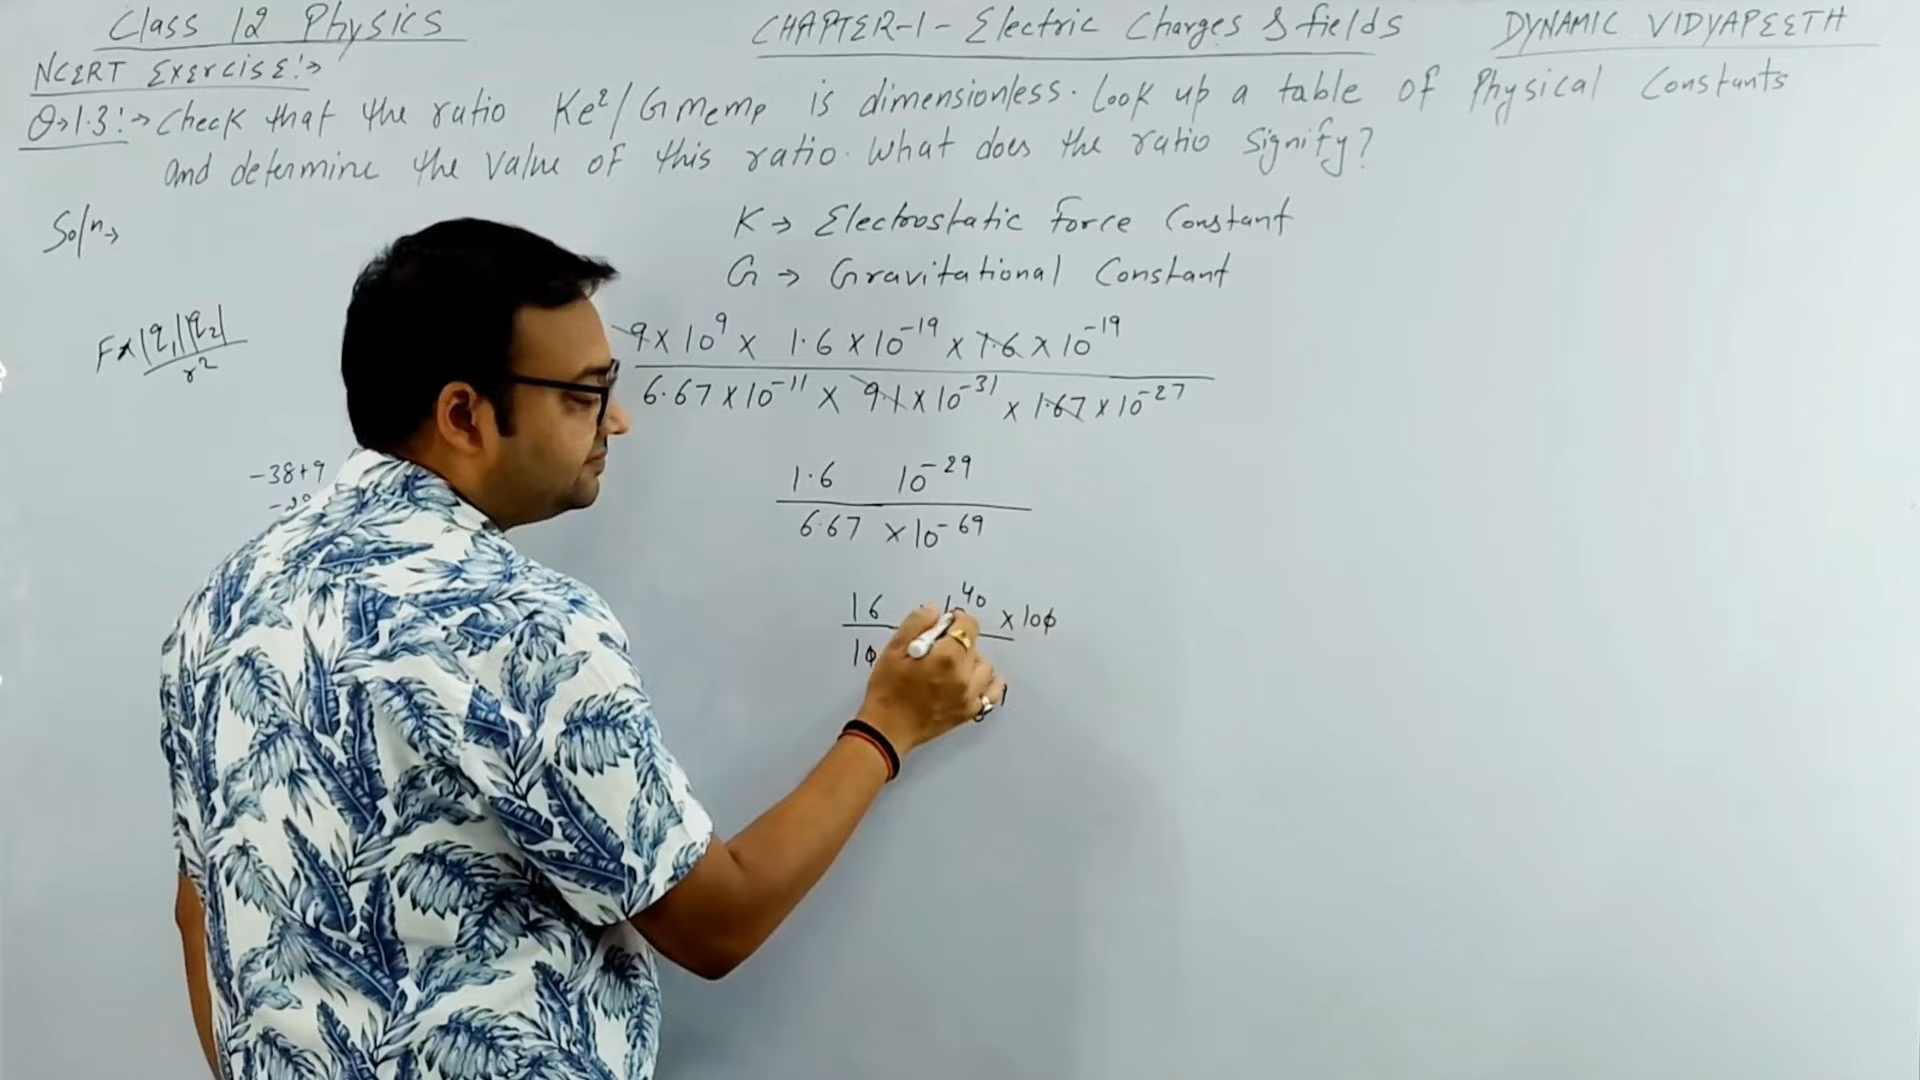 Class 12 Physics
CHAPTER-1 - Electric Charges & fields
DYNAMIC VIDYAPEETH
NCERT Exercise:→
Q→1.3:→ Check that the ratio Ke²/Gmemp is dimensionless. Look up a table of Physical Constants
and determine the value of this ratio. What does the ratio signify?
Soln→
K → Electrostatic Force Constant
G → Gravitational Constant
F∝|q₁||q₂|
r²
9×10⁹ × 1.6×10⁻¹⁹ × 1.6×10⁻¹⁹
6.67×10⁻¹¹ × 9.1×10⁻³¹ × 1.67×10⁻²⁷
-38+9
1.6 10⁻²⁹
6.67 ×10⁻⁶⁹
16 10⁴⁰ ×100
10